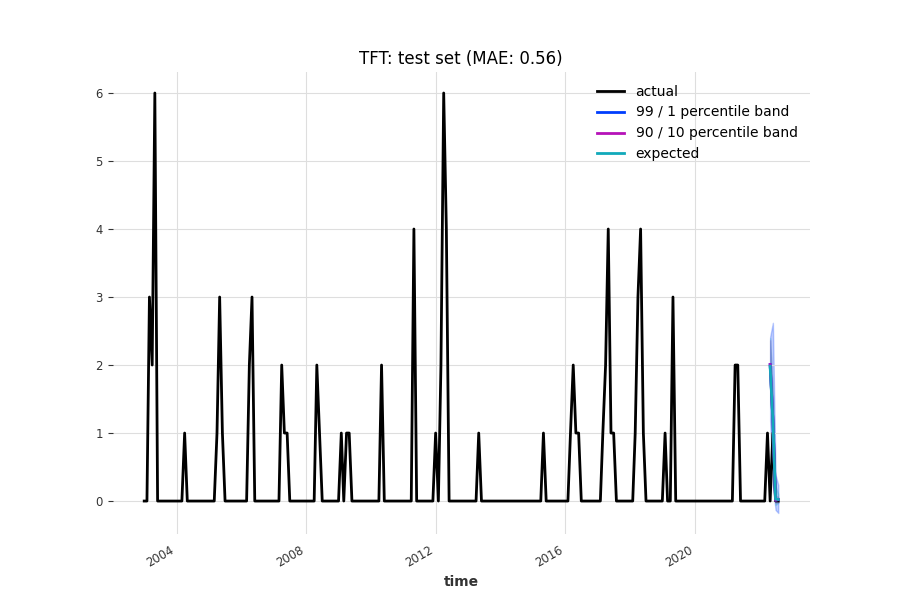 TFT: test set (MAE: 0.56)
actual
99 / 1 percentile band
90 / 10 percentile band
expected
6
5
4
3
2
1
0
2004
2008
2012
2016
2020
time